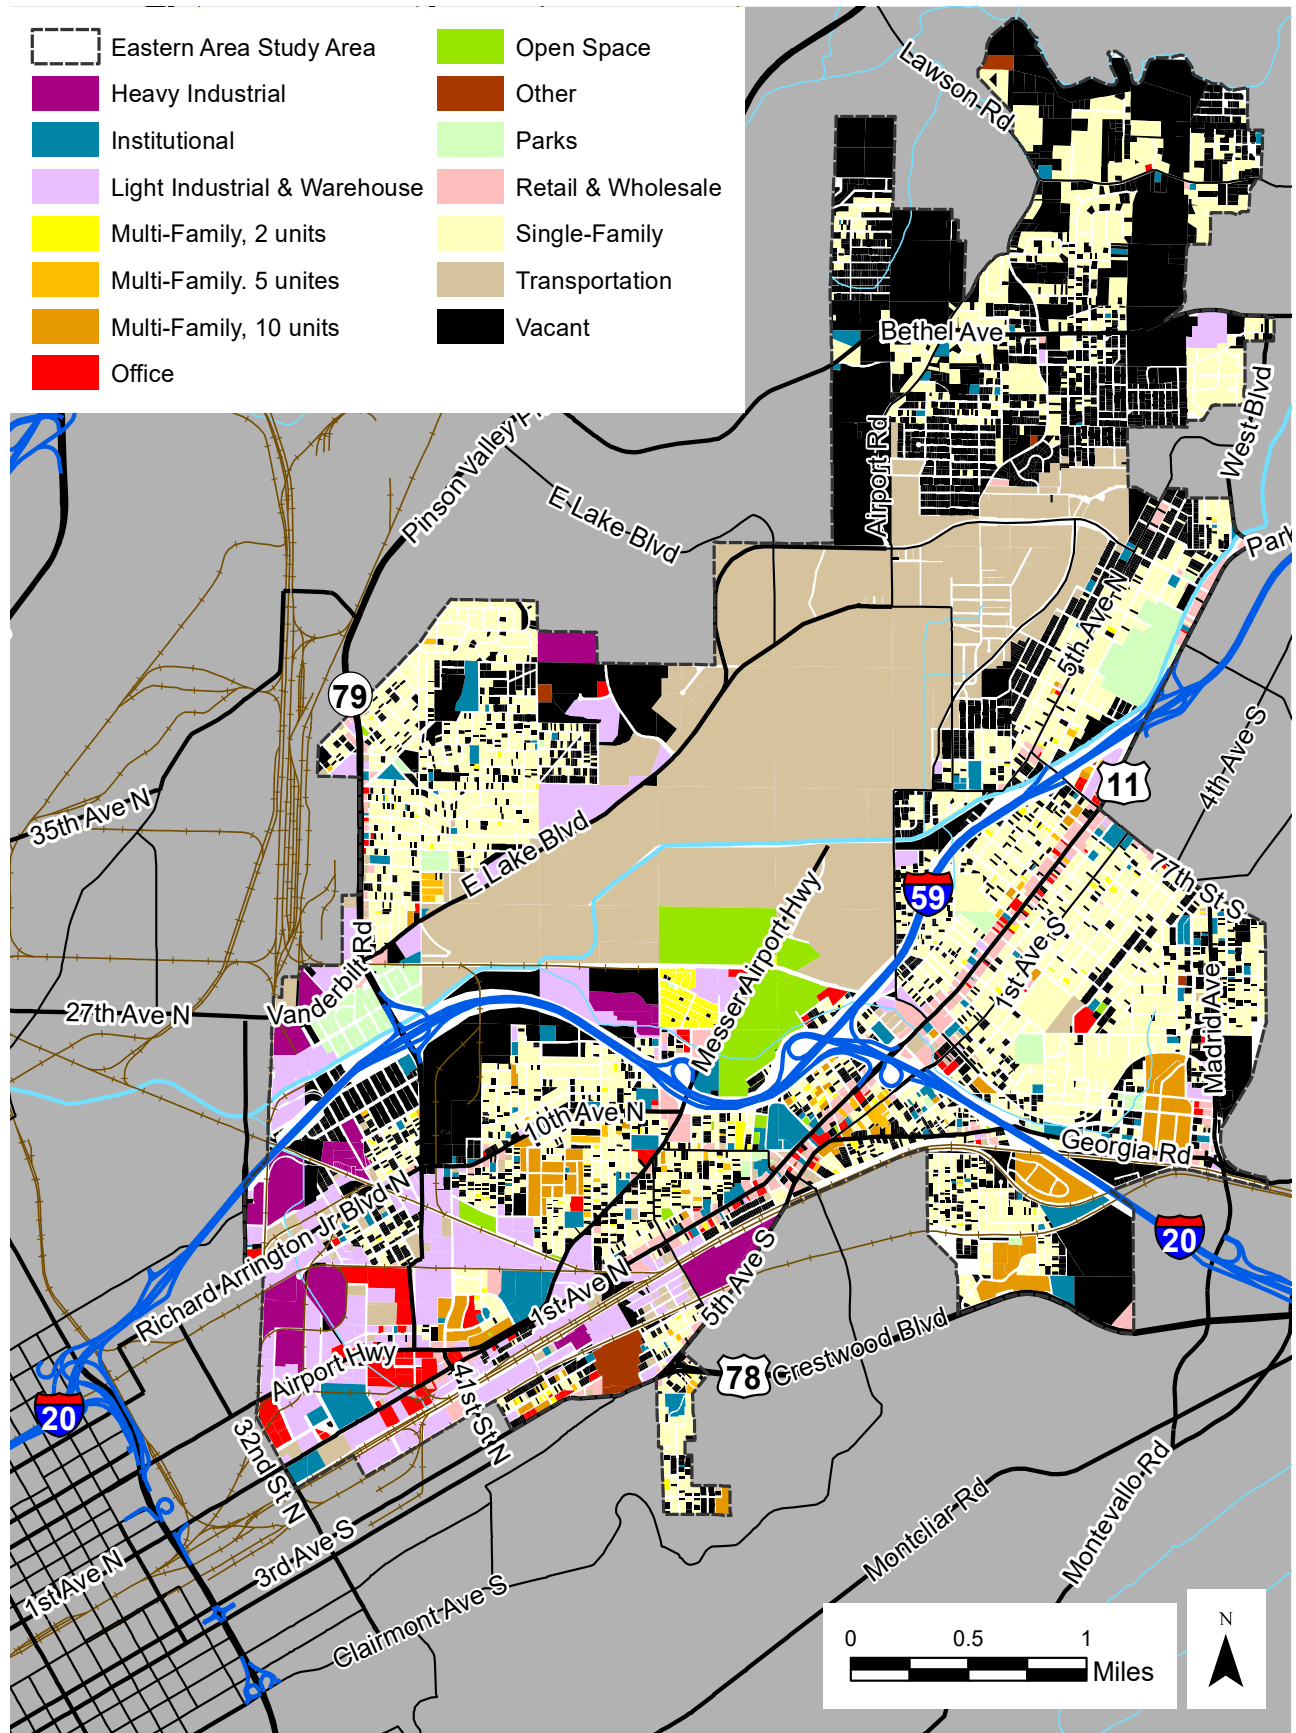 Eastern Area Study Area
Heavy Industrial
Institutional
Light Industrial & Warehouse
Multi-Family, 2 units
Multi-Family. 5 unites
Multi-Family, 10 units
Office
Open Space
Other
Parks
Retail & Wholesale
Single-Family
Transportation
Vacant
Lawson Rd
Bethel Ave
West Blvd
Airport Rd
Pinson Valley
E Lake Blvd
Park
5th Ave N
79
4th Ave S
11
35th Ave N
E Lake Blvd
77th St S
59
Messer Airport Hwy
1st Ave S
Vanderbilt Rd
27th Ave N
Madrid Ave
10th Ave N
Georgia Rd
Richard Arrington Jr Blvd N
20
5th Ave S
1st Ave N
Airport Hwy
78
Crestwood Blvd
41st St N
20
32nd St N
3rd Ave S
1st Ave N
Clairmont Ave S
Montcliar Rd
Montevallo Rd
N
0 0.5 1
Miles